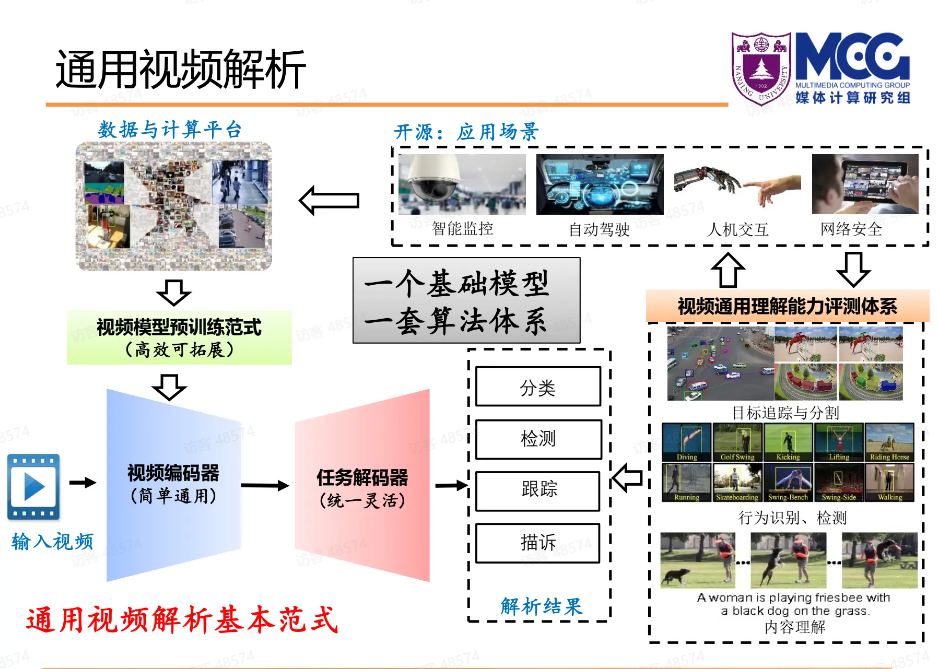 通用视频解析
NANJING UNIVERSITY
1902
MCG
MULTIMEDIA COMPUTING GROUP
媒体计算研究组
数据与计算平台
开源：应用场景
智能监控
自动驾驶
人机交互
网络安全
一个基础模型
一套算法体系
视频模型预训练范式
（高效可拓展）
视频通用理解能力评测体系
目标追踪与分割
Diving
Golf Swing
Kicking
Lifting
Riding Horse
Running
Skateboarding
Swing-Bench
Swing-Side
Walking
行为识别、检测
A woman is playing friesbee with
a black dog on the grass.
内容理解
输入视频
视频编码器
(简单通用)
任务解码器
(统一灵活)
分类
检测
跟踪
描诉
解析结果
通用视频解析基本范式
访客 48574